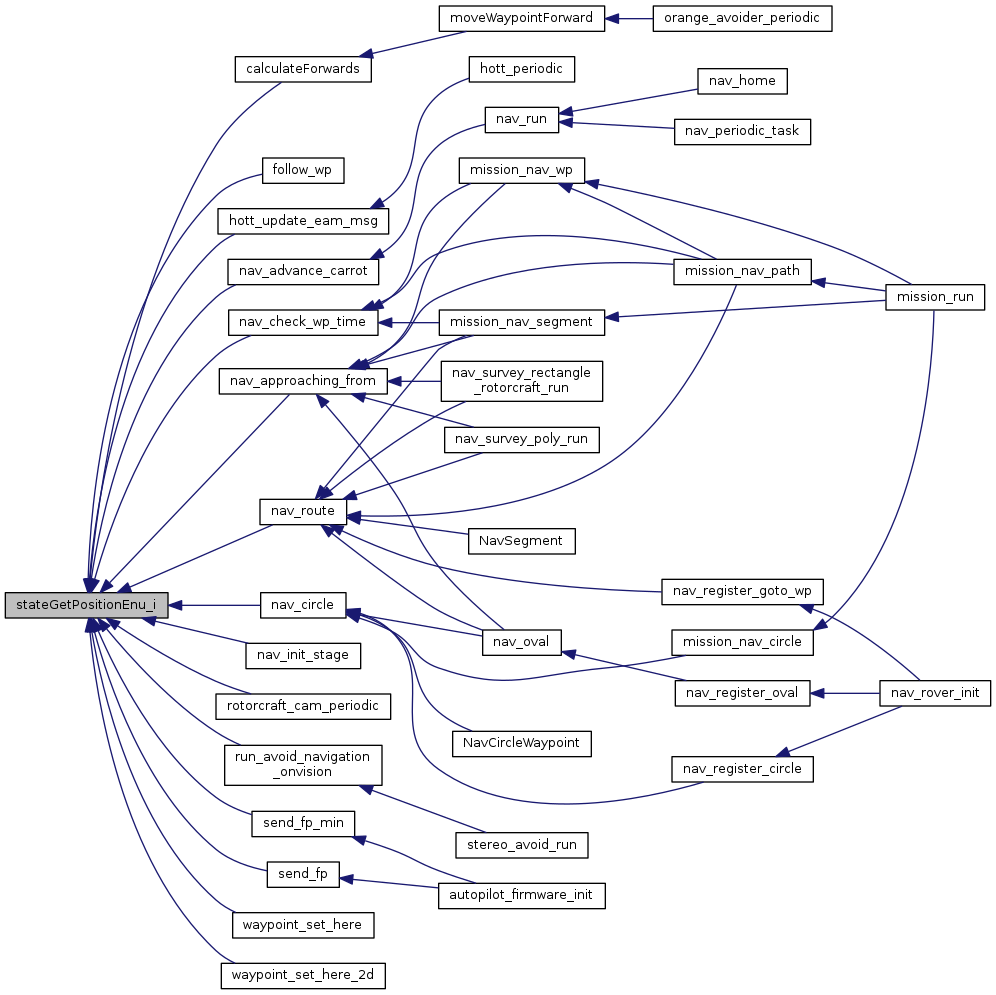 moveWaypointForward
orange_avoider_periodic
calculateForwards
hott_periodic
nav_home
nav_run
nav_periodic_task
follow_wp
mission_nav_wp
hott_update_eam_msg
nav_advance_carrot
mission_nav_path
mission_run
nav_check_wp_time
mission_nav_segment
nav_approaching_from
nav_survey_rectangle
_rotorcraft_run
nav_survey_poly_run
nav_route
NavSegment
nav_register_goto_wp
stateGetPositionEnu_i
nav_circle
nav_oval
mission_nav_circle
nav_init_stage
nav_register_oval
nav_rover_init
rotorcraft_cam_periodic
NavCircleWaypoint
run_avoid_navigation
_onvision
nav_register_circle
send_fp_min
stereo_avoid_run
send_fp
autopilot_firmware_init
waypoint_set_here
waypoint_set_here_2d